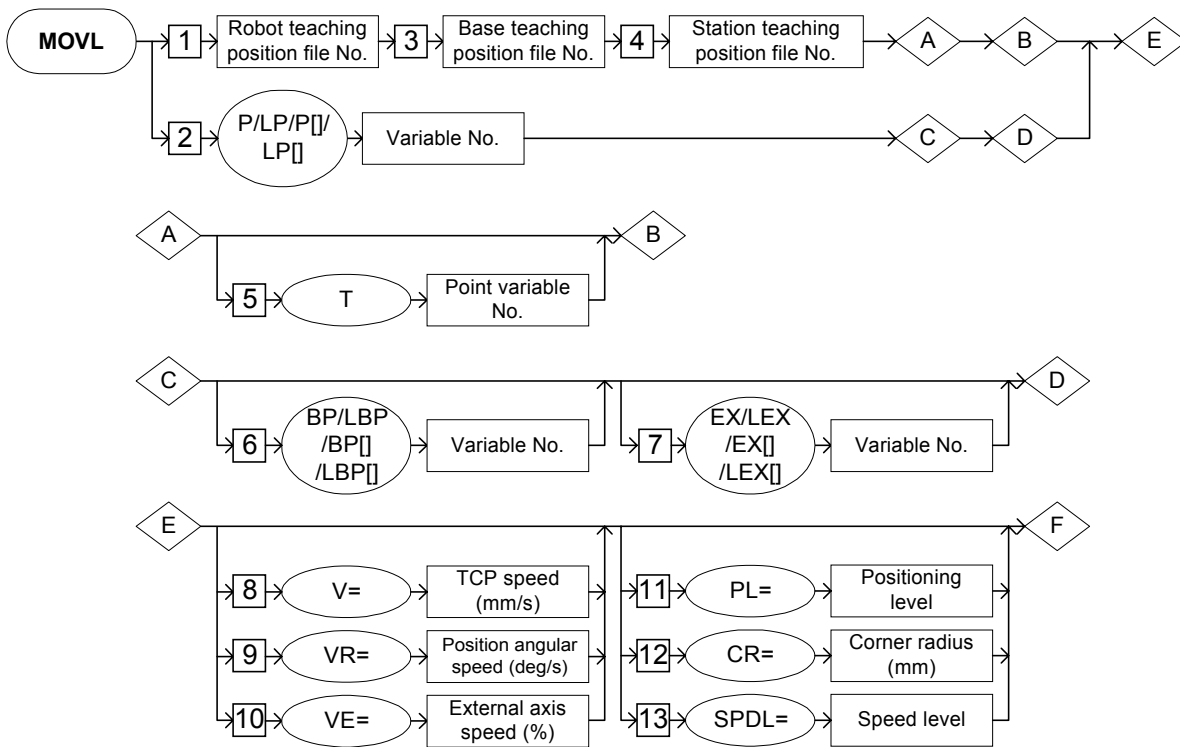 MOVL
1
Robot teaching
position file No.
3
Base teaching
position file No.
4
Station teaching
position file No.
A
B
E
2
P/LP/P[]/
LP[]
Variable No.
C
D
A
B
5
T
Point variable
No.
C
D
6
BP/LBP
/BP[]
/LBP[]
Variable No.
7
EX/LEX
/EX[]
/LEX[]
Variable No.
E
F
8
V=
TCP speed
(mm/s)
11
PL=
Positioning
level
9
VR=
Position angular
speed (deg/s)
12
CR=
Corner radius
(mm)
10
VE=
External axis
speed (%)
13
SPDL=
Speed level